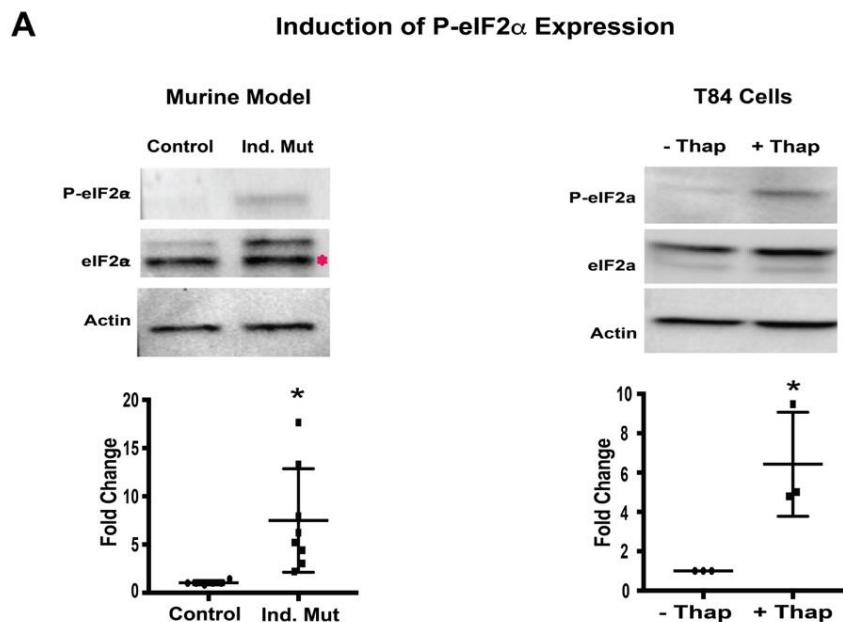 A
Induction of P-eIF2α Expression
Murine Model
Control Ind. Mut
P-eIF2α
eIF2α
*
Actin
*
20
15
10
5
0
Fold Change
Control Ind. Mut
T84 Cells
- Thap + Thap
P-eIF2a
eIF2a
Actin
*
10
8
6
4
2
0
Fold Change
- Thap + Thap